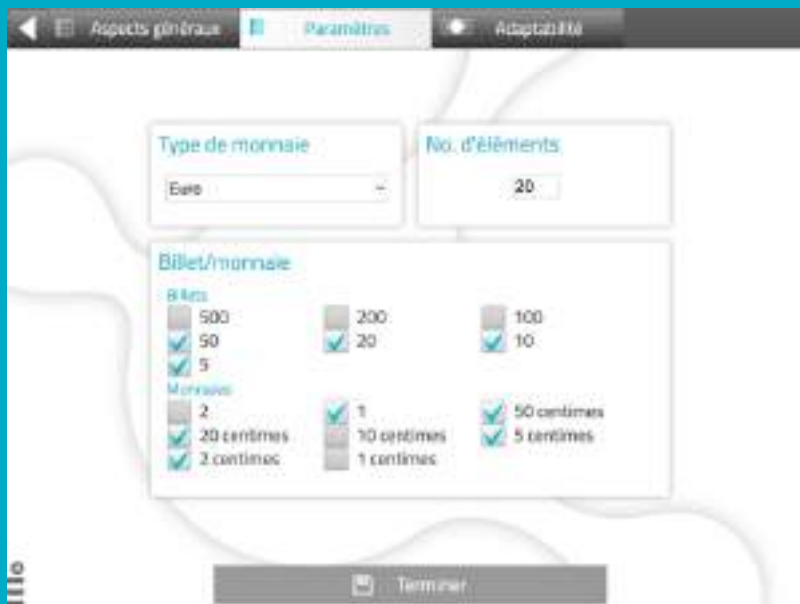 Aspects généraux Paramètres Adaptabilité
Type de monnaie No. d'éléments
Euro 20
Billet/monnaie
Billets
500 200 100
50 20 10
5
Monnaies
2 1 50 centimes
20 centimes 10 centimes 5 centimes
2 centimes 1 centimes
Terminer